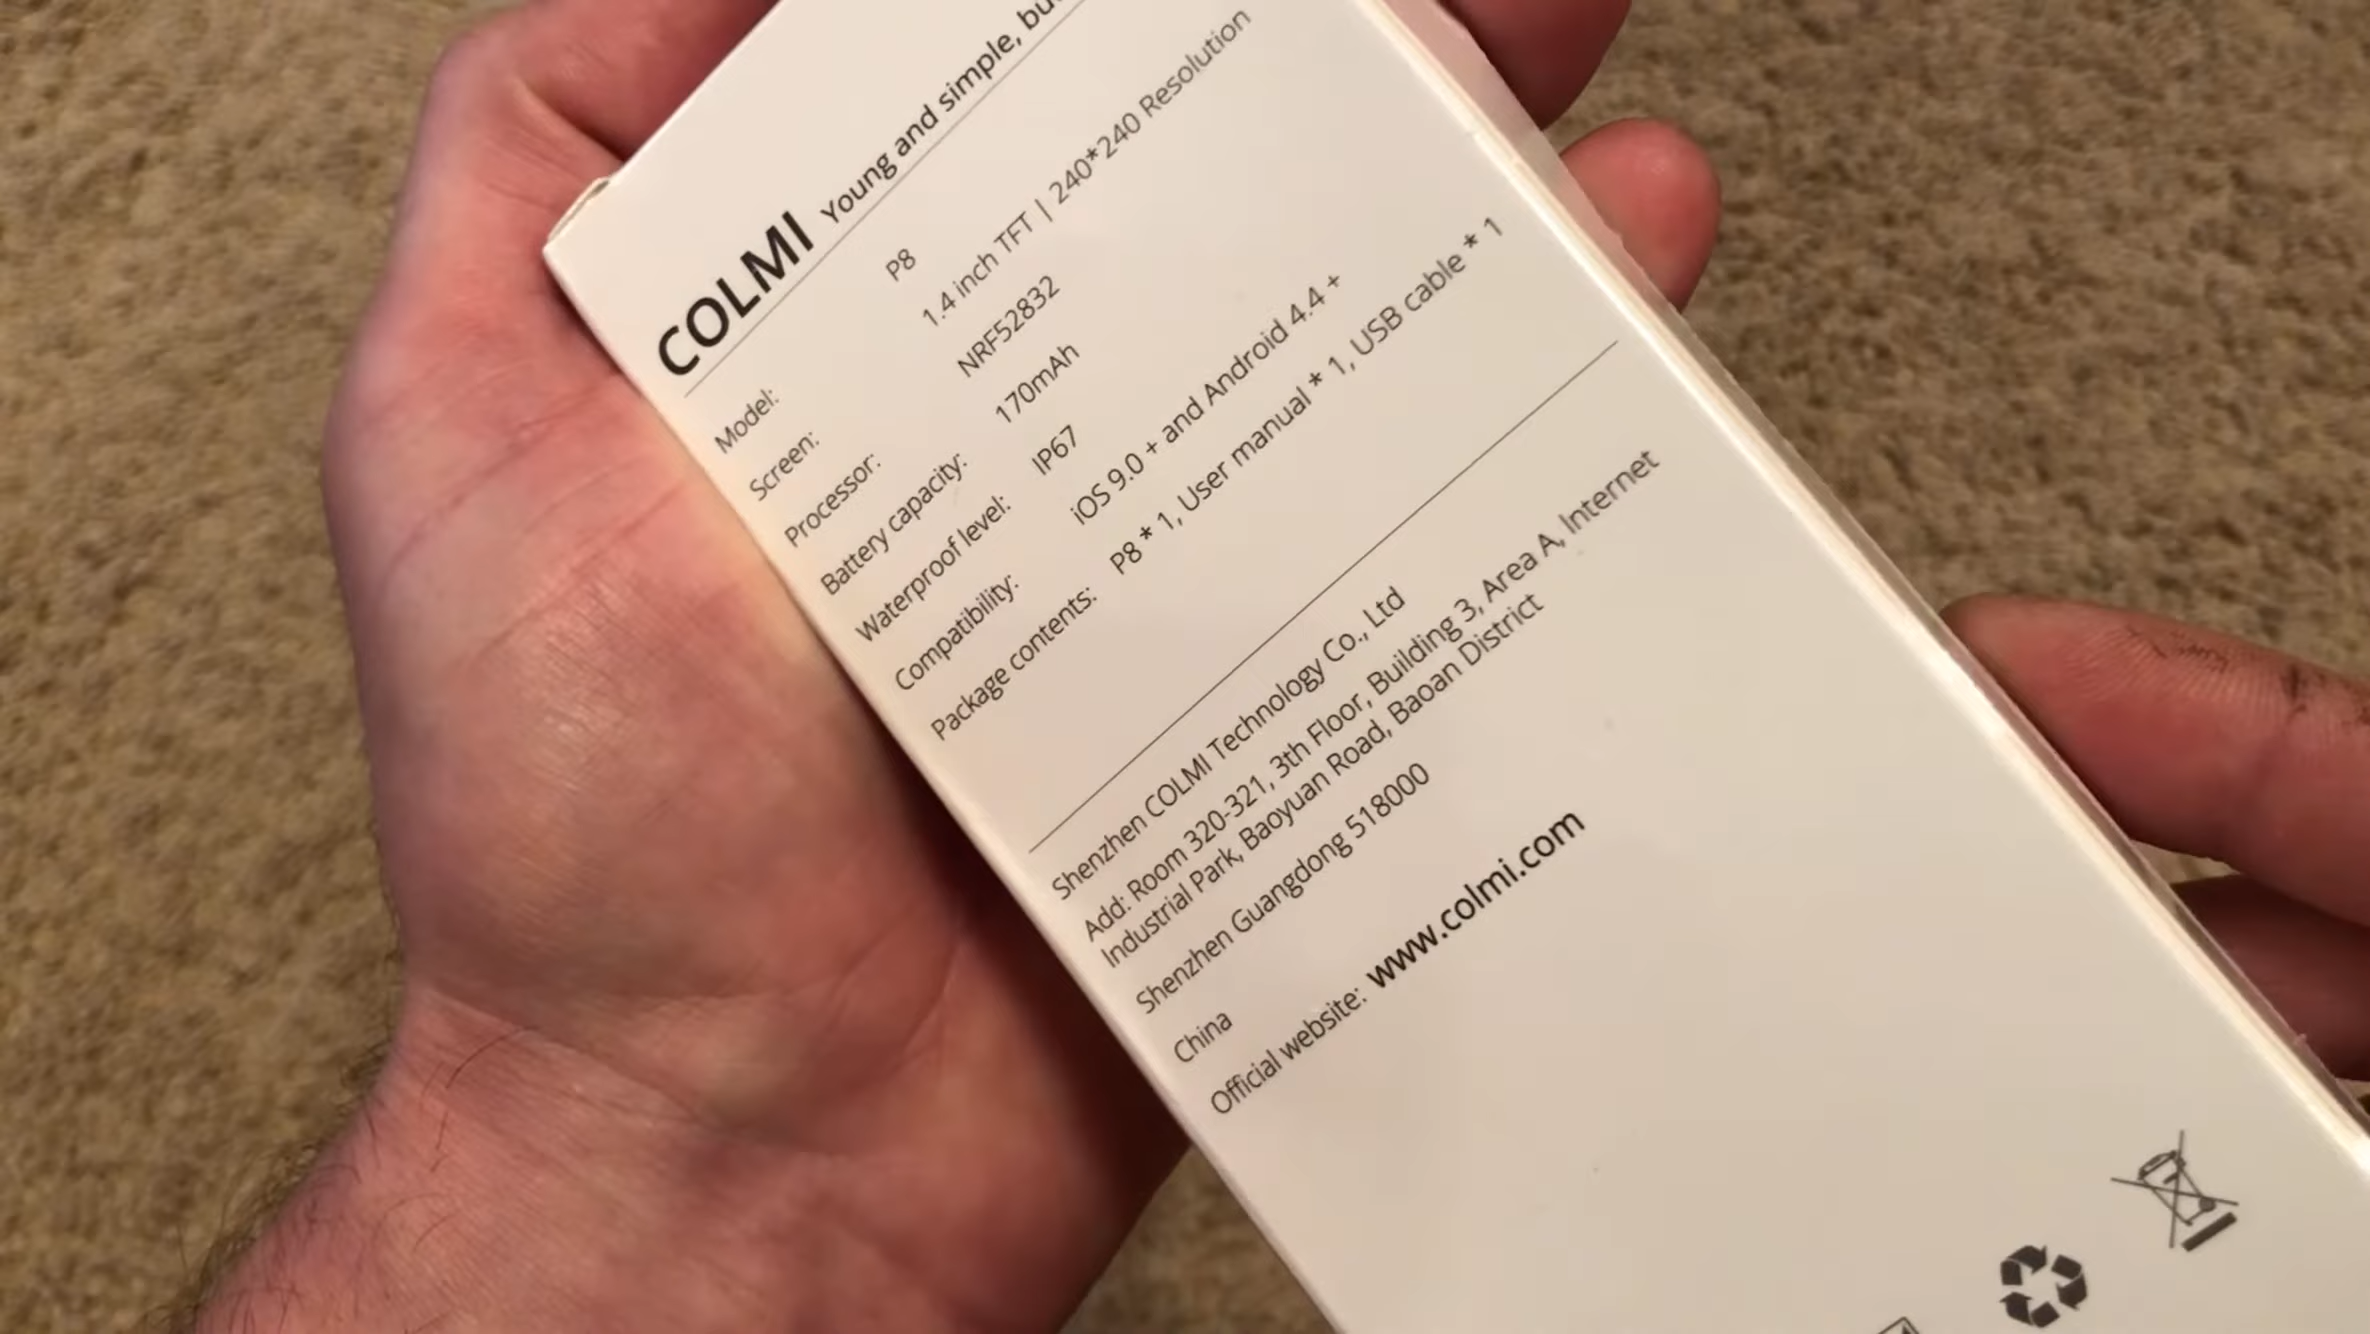 COLMI Young and simple,
Model: P8
Screen: 1.4 inch TFT | 240*240 Resolution
Processor: NRF52832
Battery capacity: 170mAh
Waterproof level: IP67
Compatibility: iOS 9.0 + and Android 4.4 +
Package contents: P8 * 1, User manual * 1, USB cable * 1
Shenzhen COLMI Technology Co., Ltd
Add: Room 320-321, 3th Floor, Building 3, Area A, Internet
Industrial Park, Baoyuan Road, Baoan District
Shenzhen Guangdong 518000
China
Official website: www.colmi.com